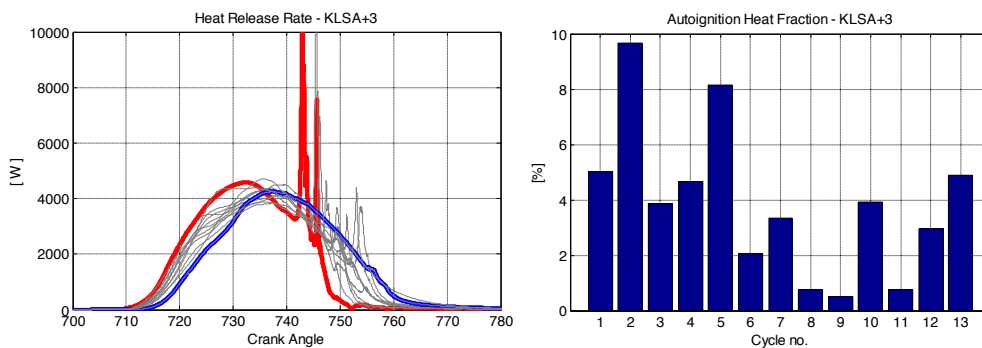 Heat Release Rate - KLSA+3
10000
8000
6000
4000
2000
0
[ W ]
700 710 720 730 740 750 760 770 780
Crank Angle
Autoignition Heat Fraction - KLSA+3
10
8
6
4
2
0
[%]
1 2 3 4 5 6 7 8 9 10 11 12 13
Cycle no.